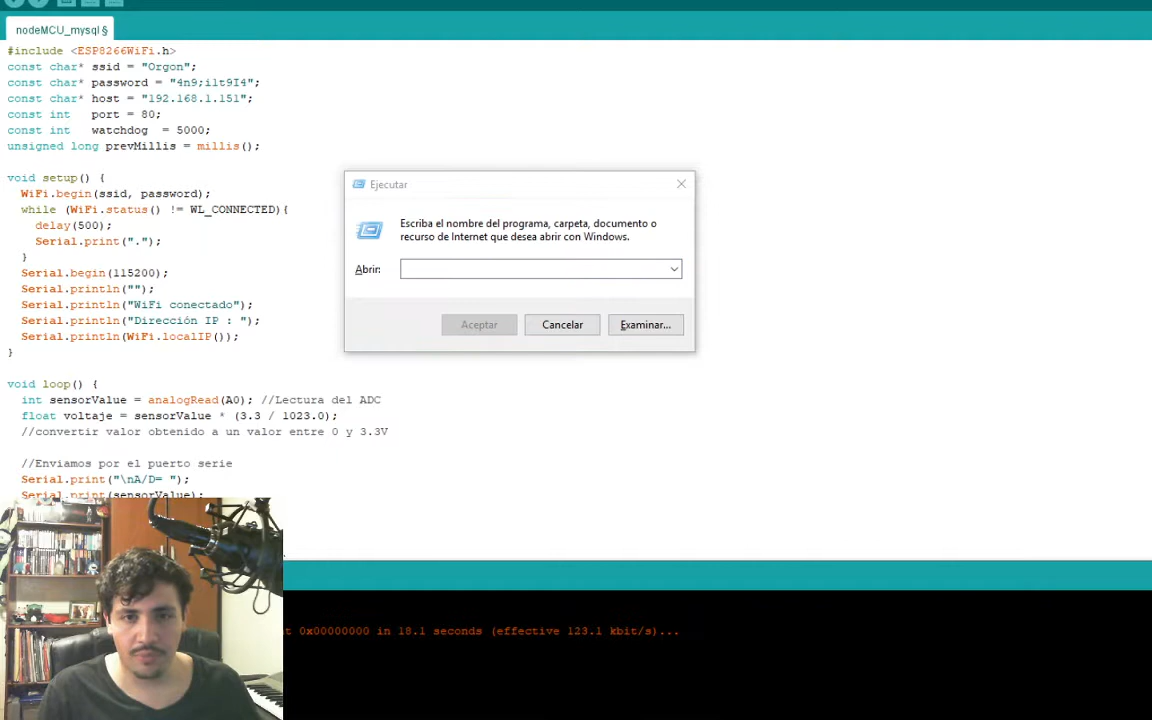 nodeMCU_mysql §
#include <ESP8266WiFi.h>
const char* ssid = "Orgon";
const char* password = "4n9;i1t9I4";
const char* host = "192.168.1.151";
const int   port = 80;
const int   watchdog  = 5000;
unsigned long prevMillis = millis();
void setup() {
WiFi.begin(ssid, password);
while (WiFi.status() != WL_CONNECTED){
delay(500);
Serial.print(".");
}
Serial.begin(115200);
Serial.println("");
Serial.println("WiFi conectado");
Serial.println("Dirección IP : ");
Serial.println(WiFi.localIP());
}
void loop() {
int sensorValue = analogRead(A0); //Lectura del ADC
float voltaje = sensorValue * (3.3 / 1023.0);
//convertir valor obtenido a un valor entre 0 y 3.3V
//Enviamos por el puerto serie
Serial.print("\nA/D= ");
Serial.print(sensorValue);
Ejecutar
Escriba el nombre del programa, carpeta, documento o
recurso de Internet que desea abrir con Windows.
Abrir:
Aceptar
Cancelar
Examinar...
0x00000000 in 18.1 seconds (effective 123.1 kbit/s)...